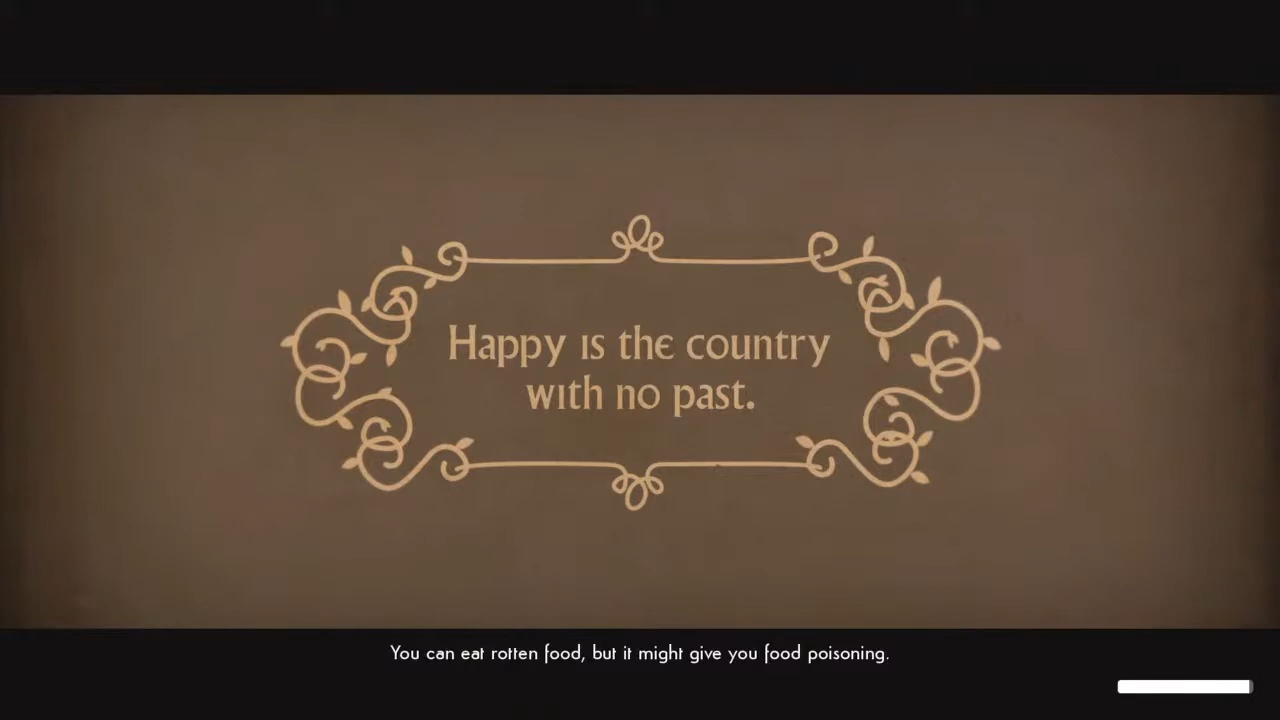 Happy is the country
with no past.
You can eat rotten food, but it might give you food poisoning.